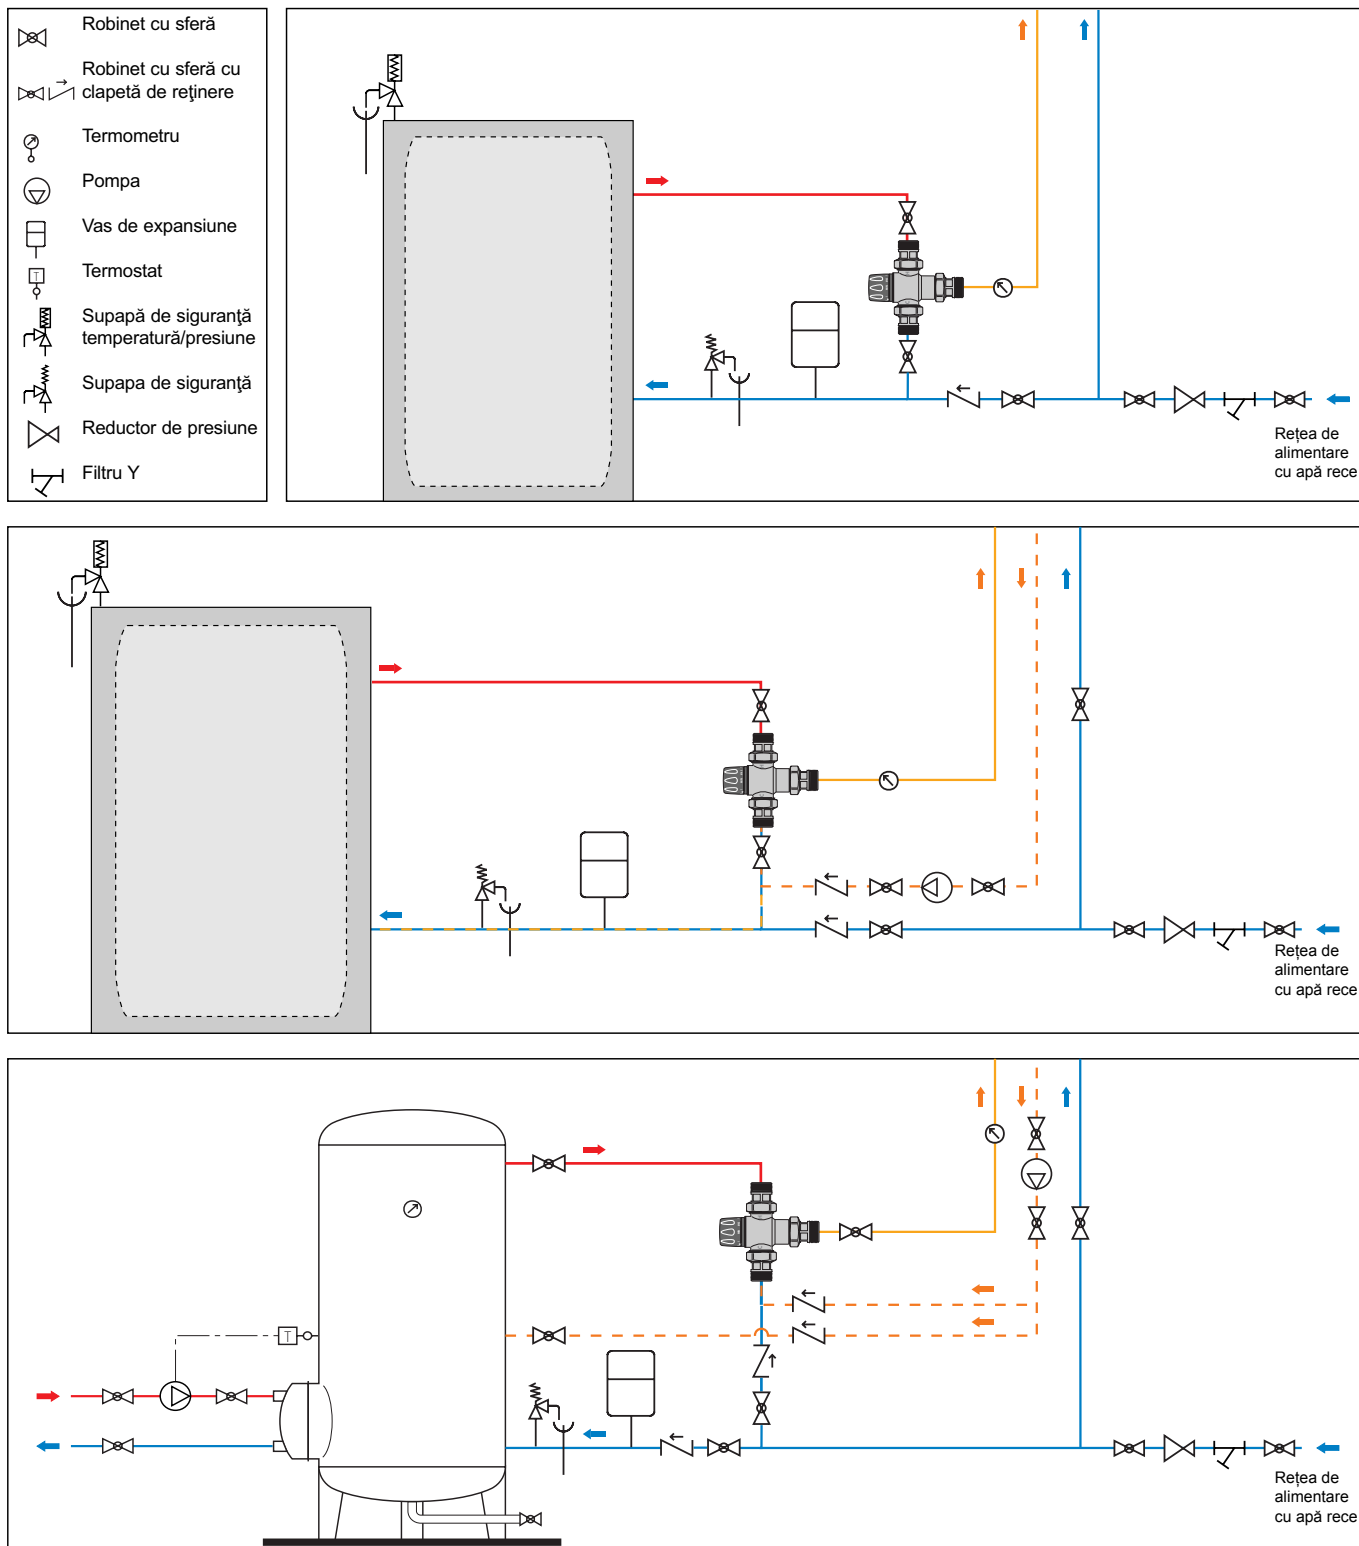 Robinet cu sferă
Robinet cu sferă cu
clapetă de reţinere
Termometru
Pompa
Vas de expansiune
T
Termostat
Supapă de siguranţă
temperatură/presiune
Supapa de siguranţă
Reductor de presiune
Filtru Y
Rețea de
alimentare
cu apă rece
Rețea de
alimentare
cu apă rece
T
Rețea de
alimentare
cu apă rece